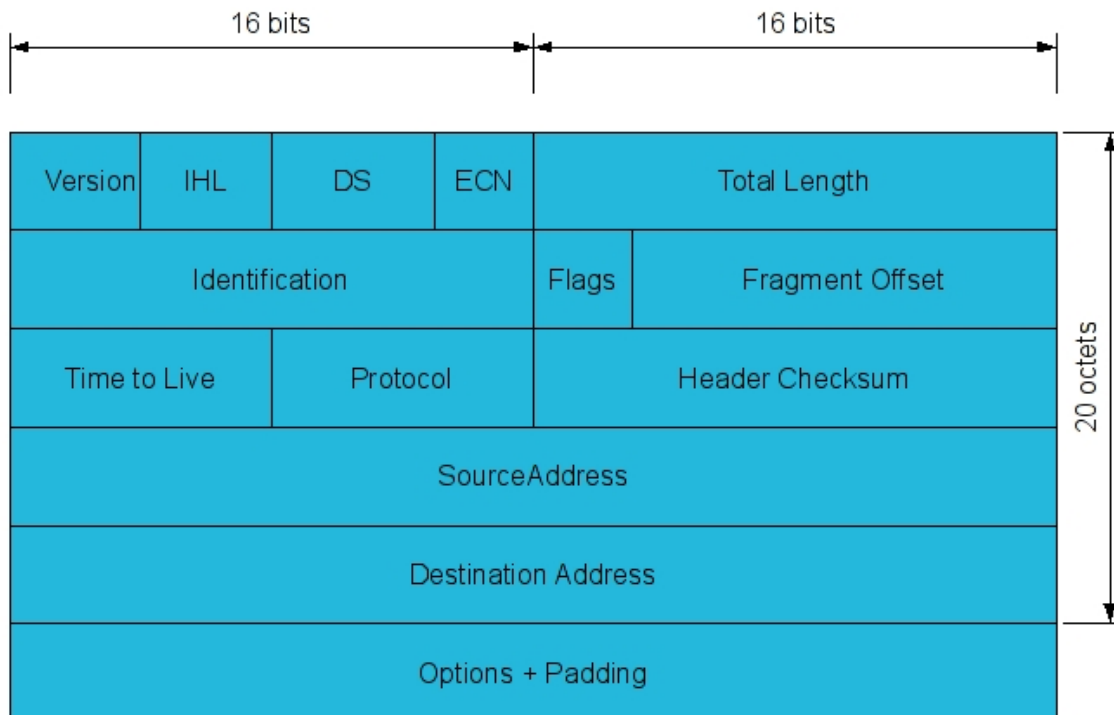 16 bits 16 bits
Version IHL DS ECN Total Length
Identification Flags Fragment Offset
Time to Live Protocol Header Checksum
20 octets
SourceAddress
Destination Address
Options + Padding